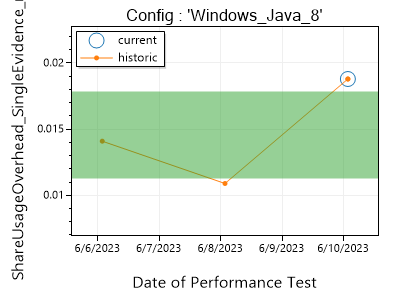 Config : 'Windows_Java_8'
current
historic
0.02
0.015
0.01
ShareUsageOverhead_SingleEvidence_
6/6/2023 6/7/2023 6/8/2023 6/9/2023 6/10/2023
Date of Performance Test